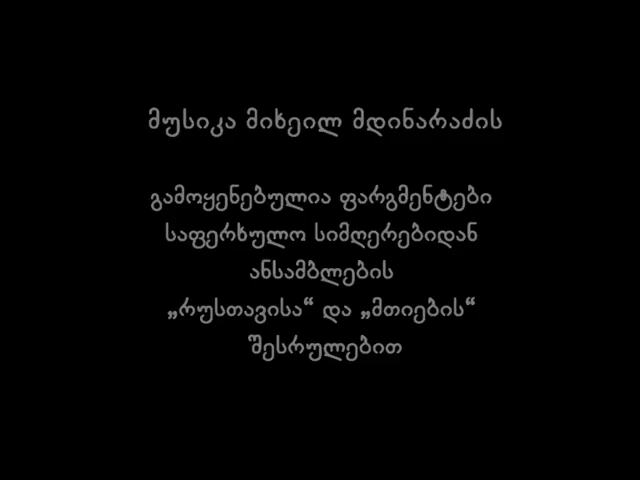 მუსიკა მიხეილ მდინარაძის
გამოყენებულია ფარგმენტები
საფერხულო სიმღერებიდან
ანსამბლების
„რუსთავისა“ და „მთიების“
შესრულებით